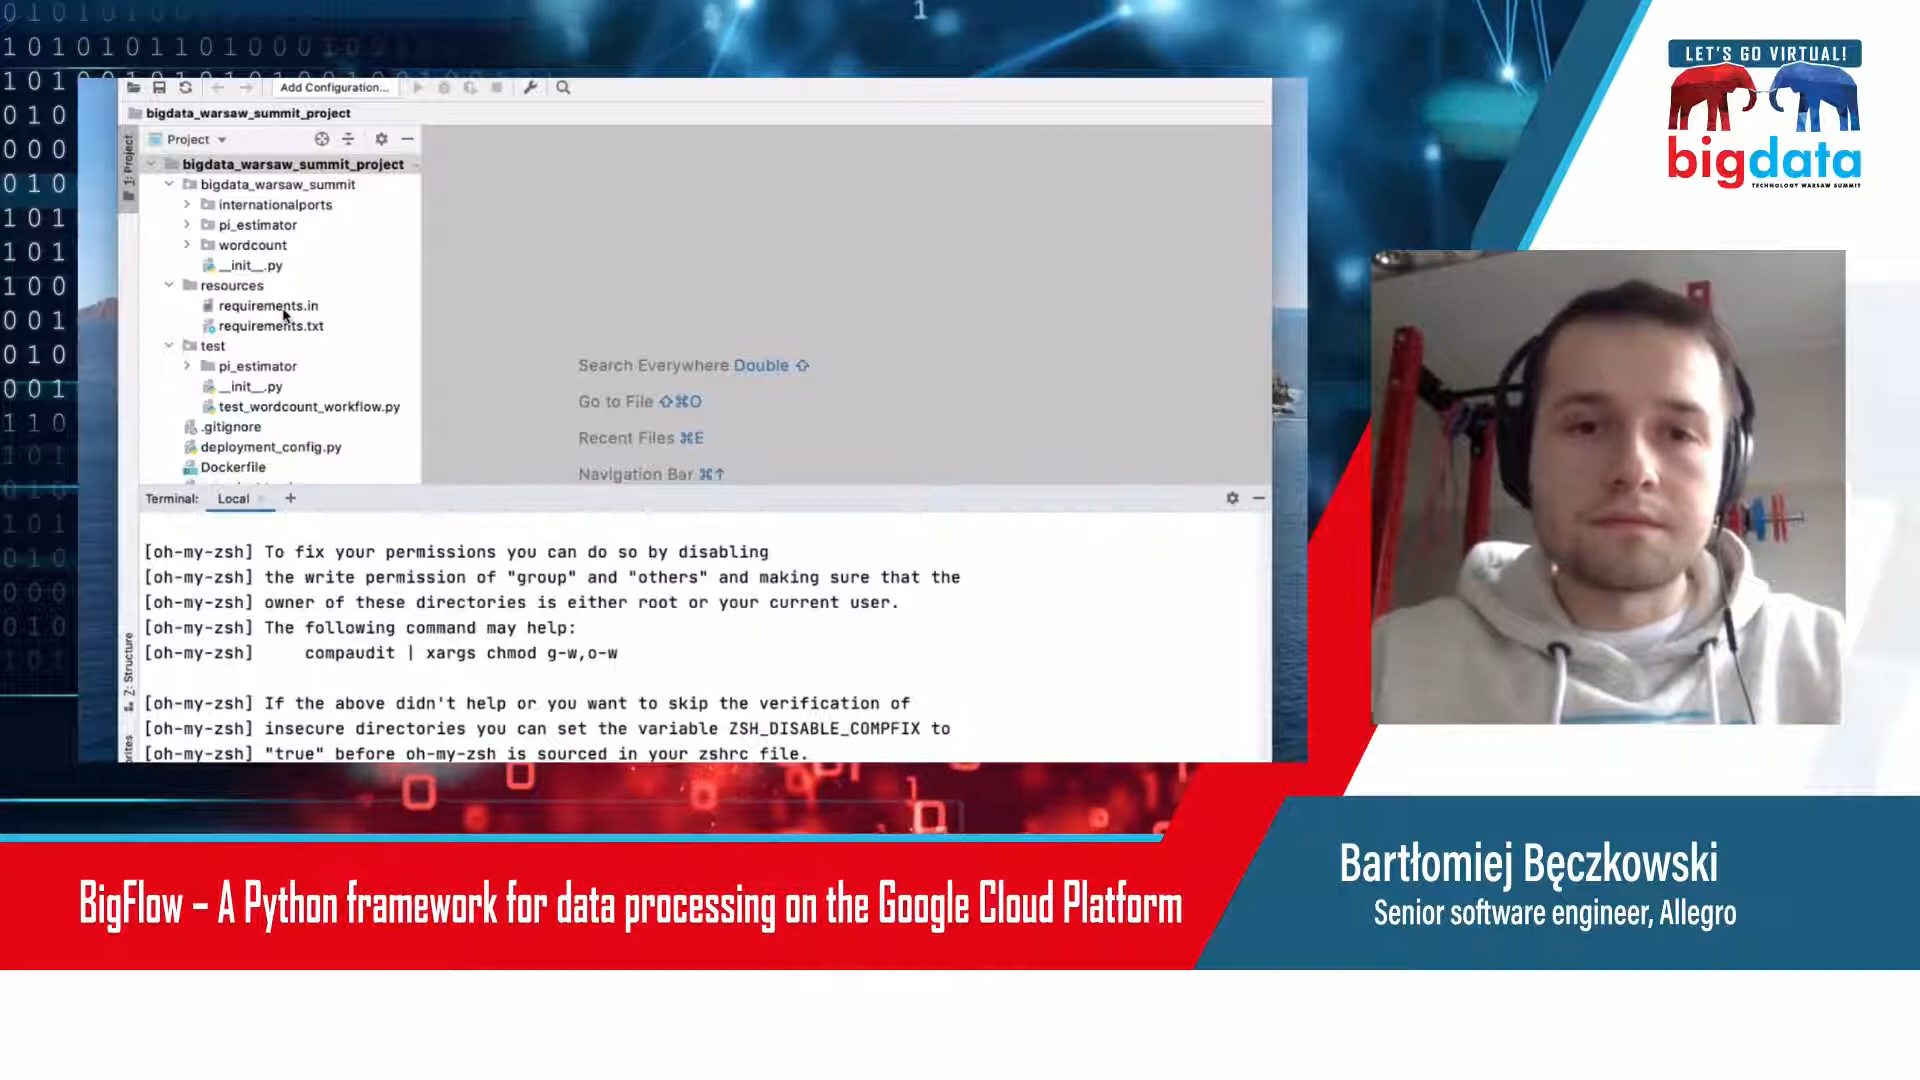 LET'S GO VIRTUAL!
bigdata
TECHNOLOGY WARSAW SUMMIT
Add Configuration...
bigdata_warsaw_summit_project
1: Project
Project
bigdata_warsaw_summit_project
bigdata_warsaw_summit
internationalports
pi_estimator
wordcount
__init__.py
resources
requirements.in
requirements.txt
test
pi_estimator
__init__.py
test_wordcount_workflow.py
.gitignore
deployment_config.py
Dockerfile
Search Everywhere Double ⇧
Go to File ⇧⌘O
Recent Files ⌘E
Navigation Bar ⌘↑
Terminal: Local +
[oh-my-zsh] To fix your permissions you can do so by disabling
[oh-my-zsh] the write permission of "group" and "others" and making sure that the
[oh-my-zsh] owner of these directories is either root or your current user.
[oh-my-zsh] The following command may help:
[oh-my-zsh]     compaudit | xargs chmod g-w,o-w
[oh-my-zsh] If the above didn't help or you want to skip the verification of
[oh-my-zsh] insecure directories you can set the variable ZSH_DISABLE_COMPFIX to
[oh-my-zsh] "true" before oh-my-zsh is sourced in your zshrc file.
7: Structure
BigFlow – A Python framework for data processing on the Google Cloud Platform
Bartłomiej Bęczkowski
Senior software engineer, Allegro